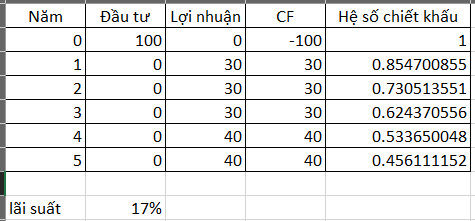 Năm Đầu tư Lợi nhuận CF Hệ số chiết khấu
0 100 0 -100 1
1 0 30 30 0.854700855
2 0 30 30 0.730513551
3 0 30 30 0.624370556
4 0 40 40 0.533650048
5 0 40 40 0.456111152
lãi suất 17%